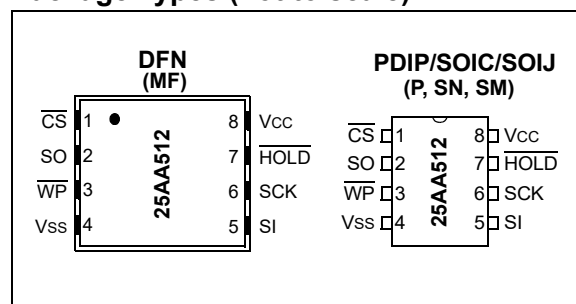 Package Types (not to scale)
DFN
(MF)
CS 1 8 VCC
SO 2 7 HOLD
WP 3 6 SCK
VSS 4 5 SI
25AA512
PDIP/SOIC/SOIJ
(P, SN, SM)
CS 1 8 VCC
SO 2 7 HOLD
WP 3 6 SCK
VSS 4 5 SI
25AA512